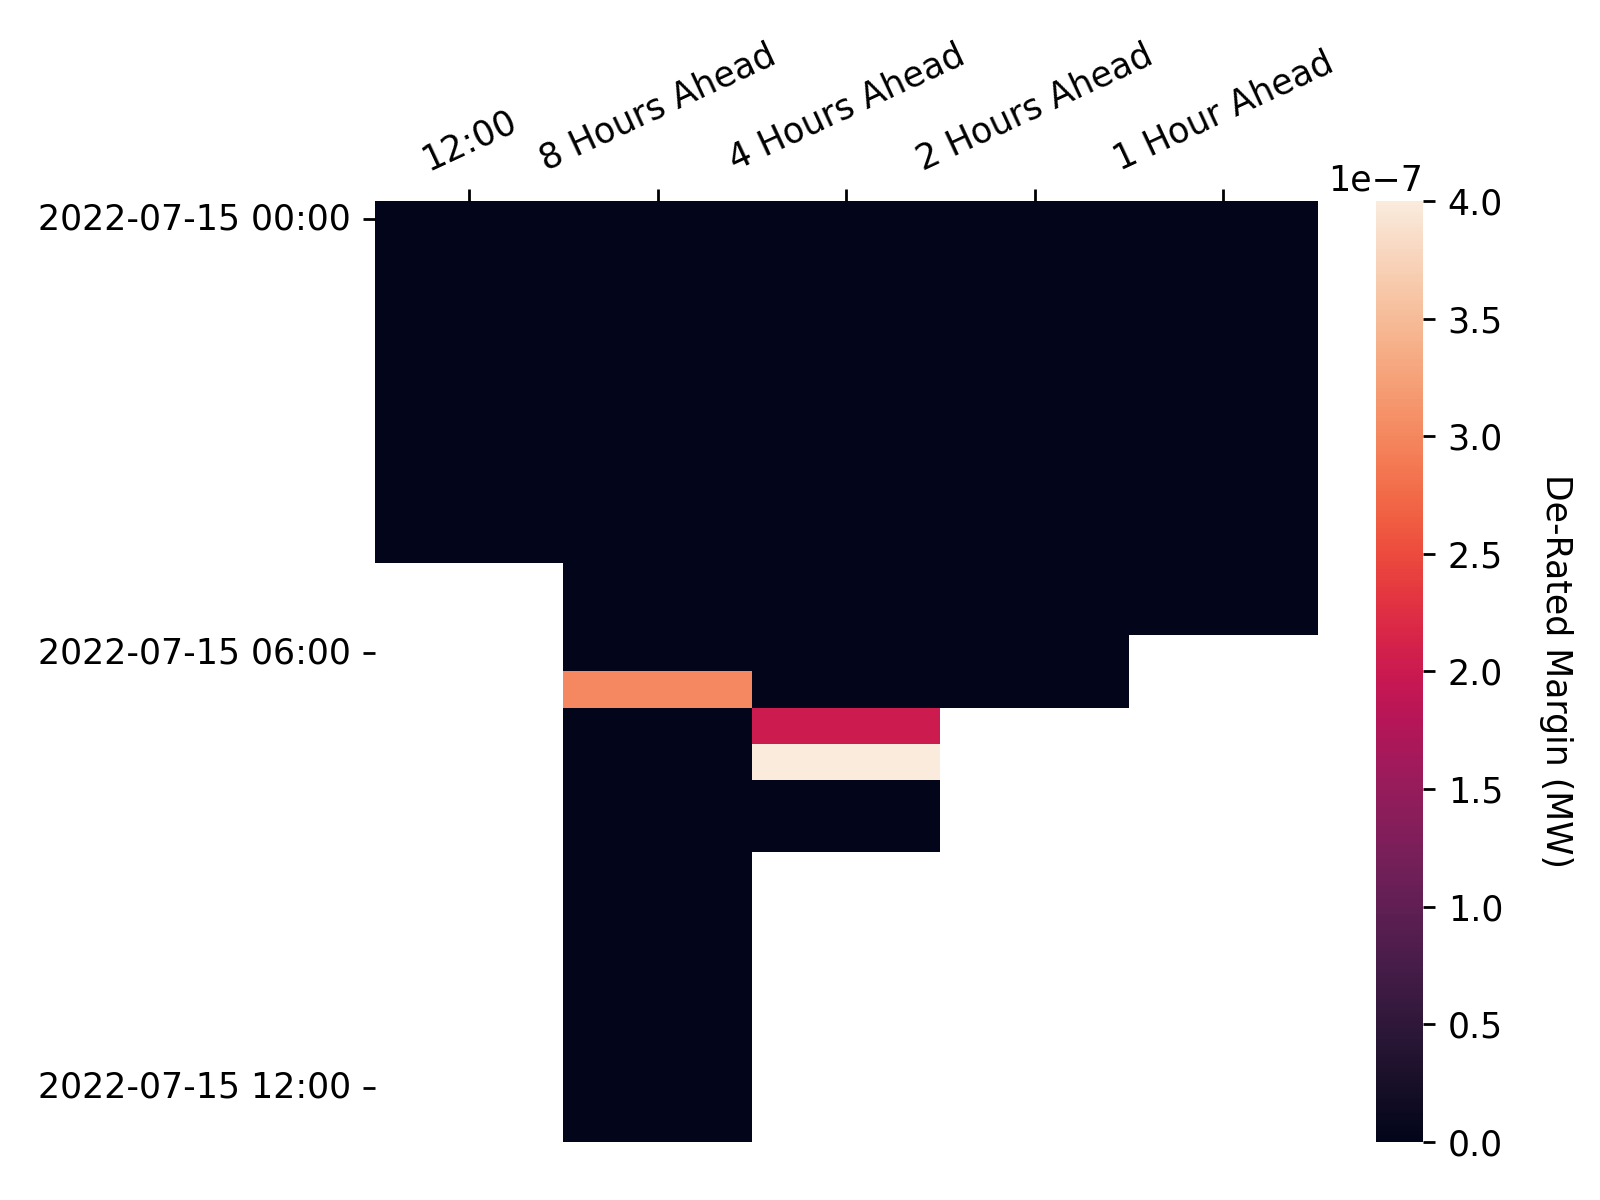 12:00
8 Hours Ahead
4 Hours Ahead
2 Hours Ahead
1 Hour Ahead
2022-07-15 00:00
2022-07-15 06:00
2022-07-15 12:00
1e−7
4.0
3.5
3.0
2.5
2.0
1.5
1.0
0.5
0.0
De-Rated Margin (MW)